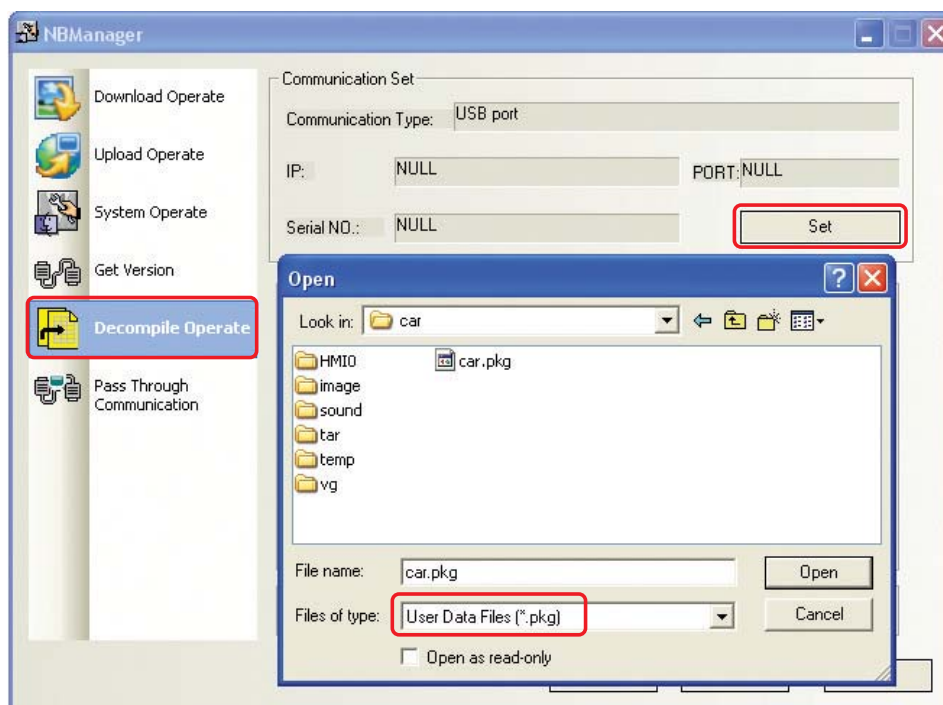 NBManager
Download Operate
Upload Operate
System Operate
Get Version
Decompile Operate
Pass Through
Communication
Communication Set
Communication Type: USB port
IP: NULL PORT: NULL
Serial NO.: NULL Set
Open
Look in: car
HMI0 car.pkg
image
sound
tar
temp
vg
File name: car.pkg Open
Files of type: User Data Files (*.pkg) Cancel
Open as read-only